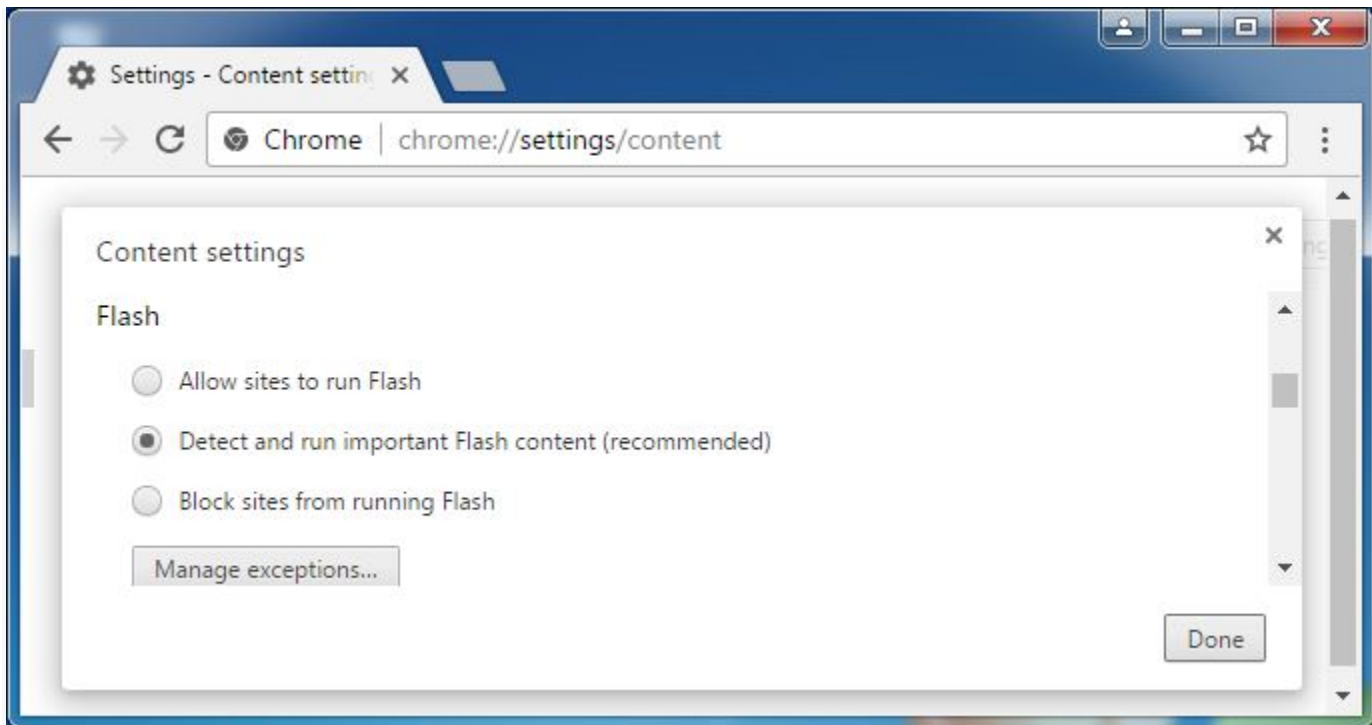 Settings - Content settin
Chrome | chrome://settings/content
Content settings
Flash
Allow sites to run Flash
Detect and run important Flash content (recommended)
Block sites from running Flash
Manage exceptions...
Done